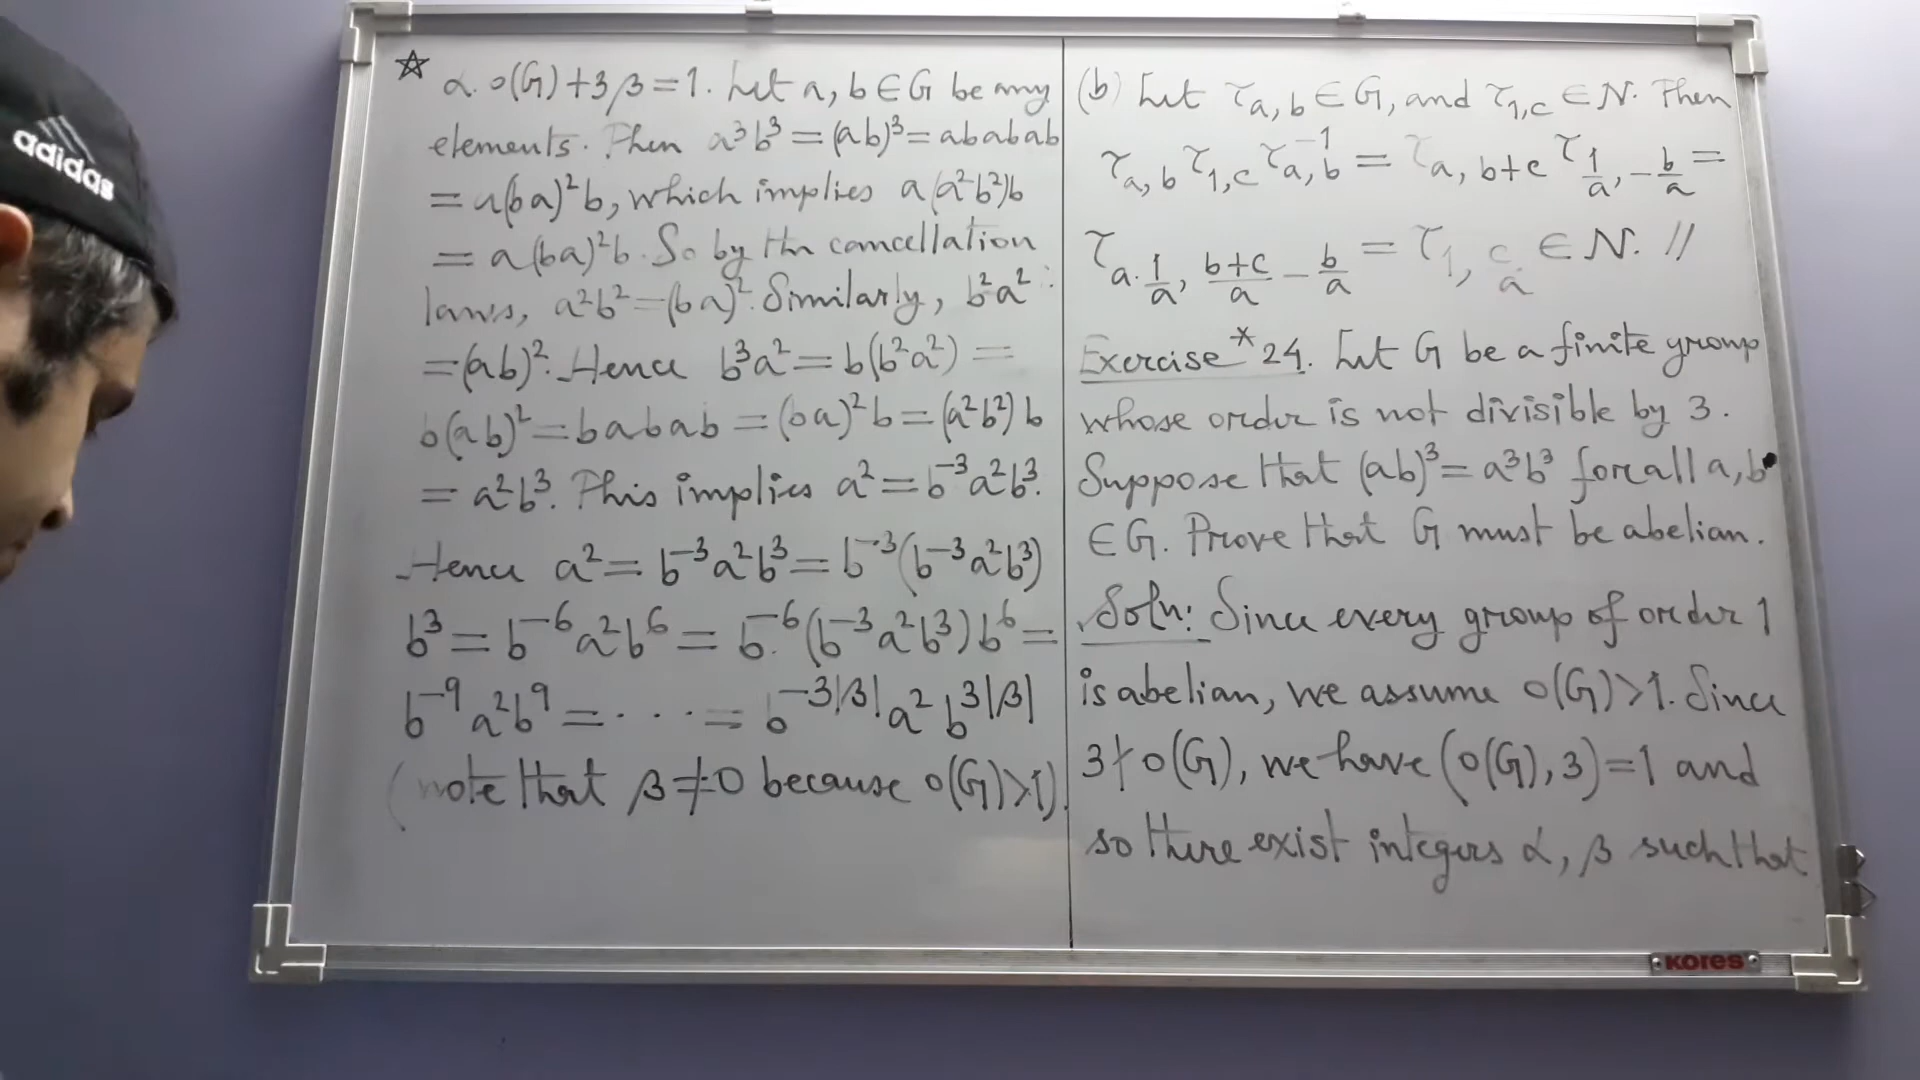 adidas
☆ α·o(G)+3β=1. Let a, b∈G be any
elements. Then a³b³=(ab)³=ababab
=a(ba)²b, which implies a(a²b²)b
=a(ba)²b. So by the cancellation
laws, a²b²=(ba)². Similarly, b²a²
=(ab)². Hence b³a²=b(b²a²)=
b(ab)²=babab=(ba)²b=(a²b²)b
=a²b³. This implies a²=b⁻³a²b³.
Hence a²=b⁻³a²b³=b⁻³(b⁻³a²b³)
b³=b⁻⁶a²b⁶=b⁻⁶(b⁻³a²b³)b⁶=
b⁻⁹a²b⁹=···=b^{-3|β|}a²b^{3|β|}
(note that β≠0 because o(G)>1).
(b) Let τ_{a,b}∈G, and τ_{1,c}∈N. Then
τ_{a,b}τ_{1,c}τ_{a,b}^{-1}=τ_{a,b+c}τ_{1/a,-b/a}=
τ_{a·1/a,(b+c)/a-b/a}=τ_{1,c/a}∈N.//
Exercise*24. Let G be a finite group
whose order is not divisible by 3.
Suppose that (ab)³=a³b³ for all a,b
∈G. Prove that G must be abelian.
Soln: Since every group of order 1
is abelian, we assume o(G)>1. Since
3∤o(G), we have (o(G),3)=1 and
so there exist integers α, β such that
KORES